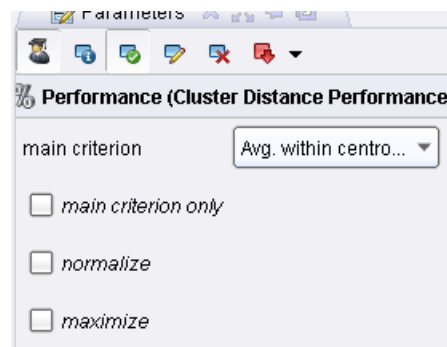 Parameters
Performance (Cluster Distance Performance
main criterion
Avg. within centro...
main criterion only
normalize
maximize